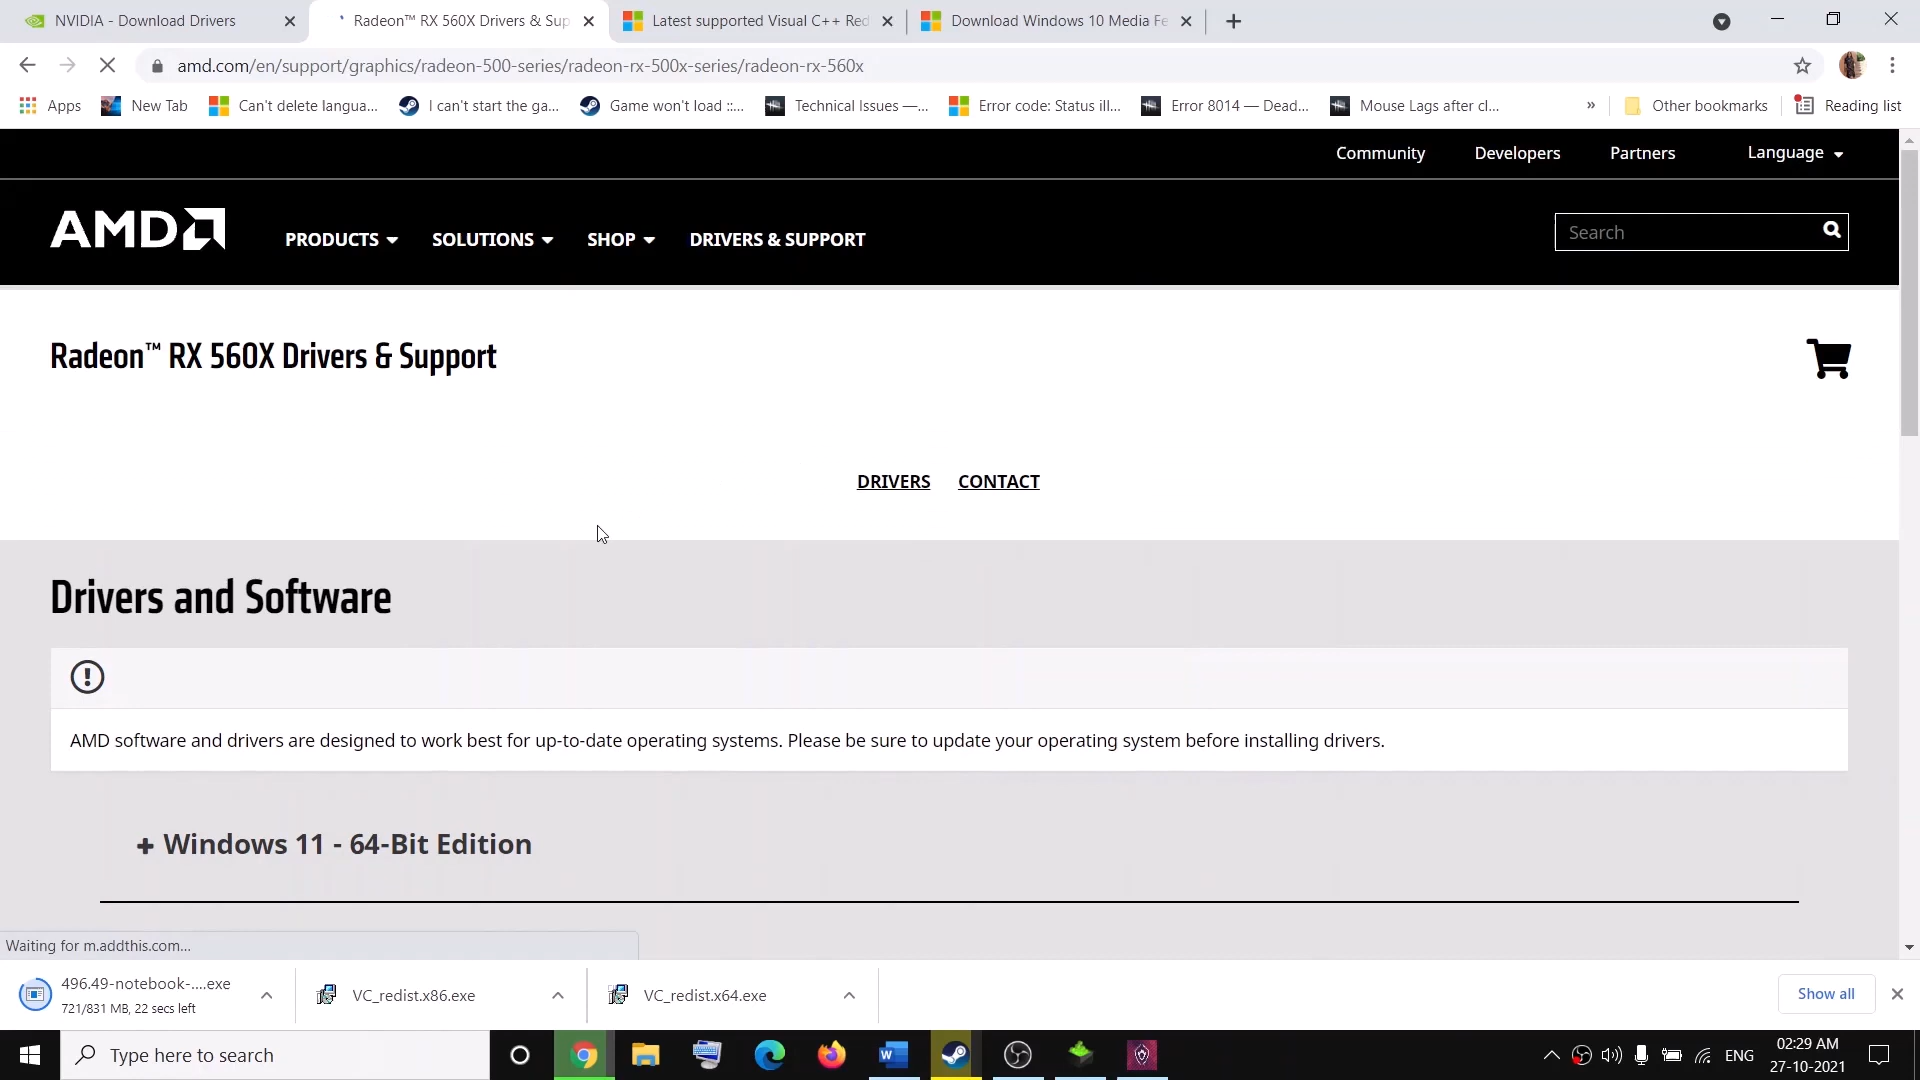 NVIDIA - Download Drivers
Radeon™ RX 560X Drivers & Sup
Latest supported Visual C++ Red
Download Windows 10 Media Fe
amd.com/en/support/graphics/radeon-500-series/radeon-rx-500x-series/radeon-rx-560x
Apps
New Tab
Can't delete langua...
I can't start the ga...
Game won't load ::...
Technical Issues —...
Error code: Status ill...
Error 8014 — Dead...
Mouse Lags after cl...
»
Other bookmarks
Reading list
Community
Developers
Partners
Language
AMD
PRODUCTS
SOLUTIONS
SHOP
DRIVERS & SUPPORT
Search
Radeon™ RX 560X Drivers & Support
DRIVERS
CONTACT
Drivers and Software
AMD software and drivers are designed to work best for up-to-date operating systems. Please be sure to update your operating system before installing drivers.
+ Windows 11 - 64-Bit Edition
Waiting for m.addthis.com...
496.49-notebook-....exe
721/831 MB, 22 secs left
VC_redist.x86.exe
VC_redist.x64.exe
Show all
Type here to search
ENG
02:29 AM
27-10-2021